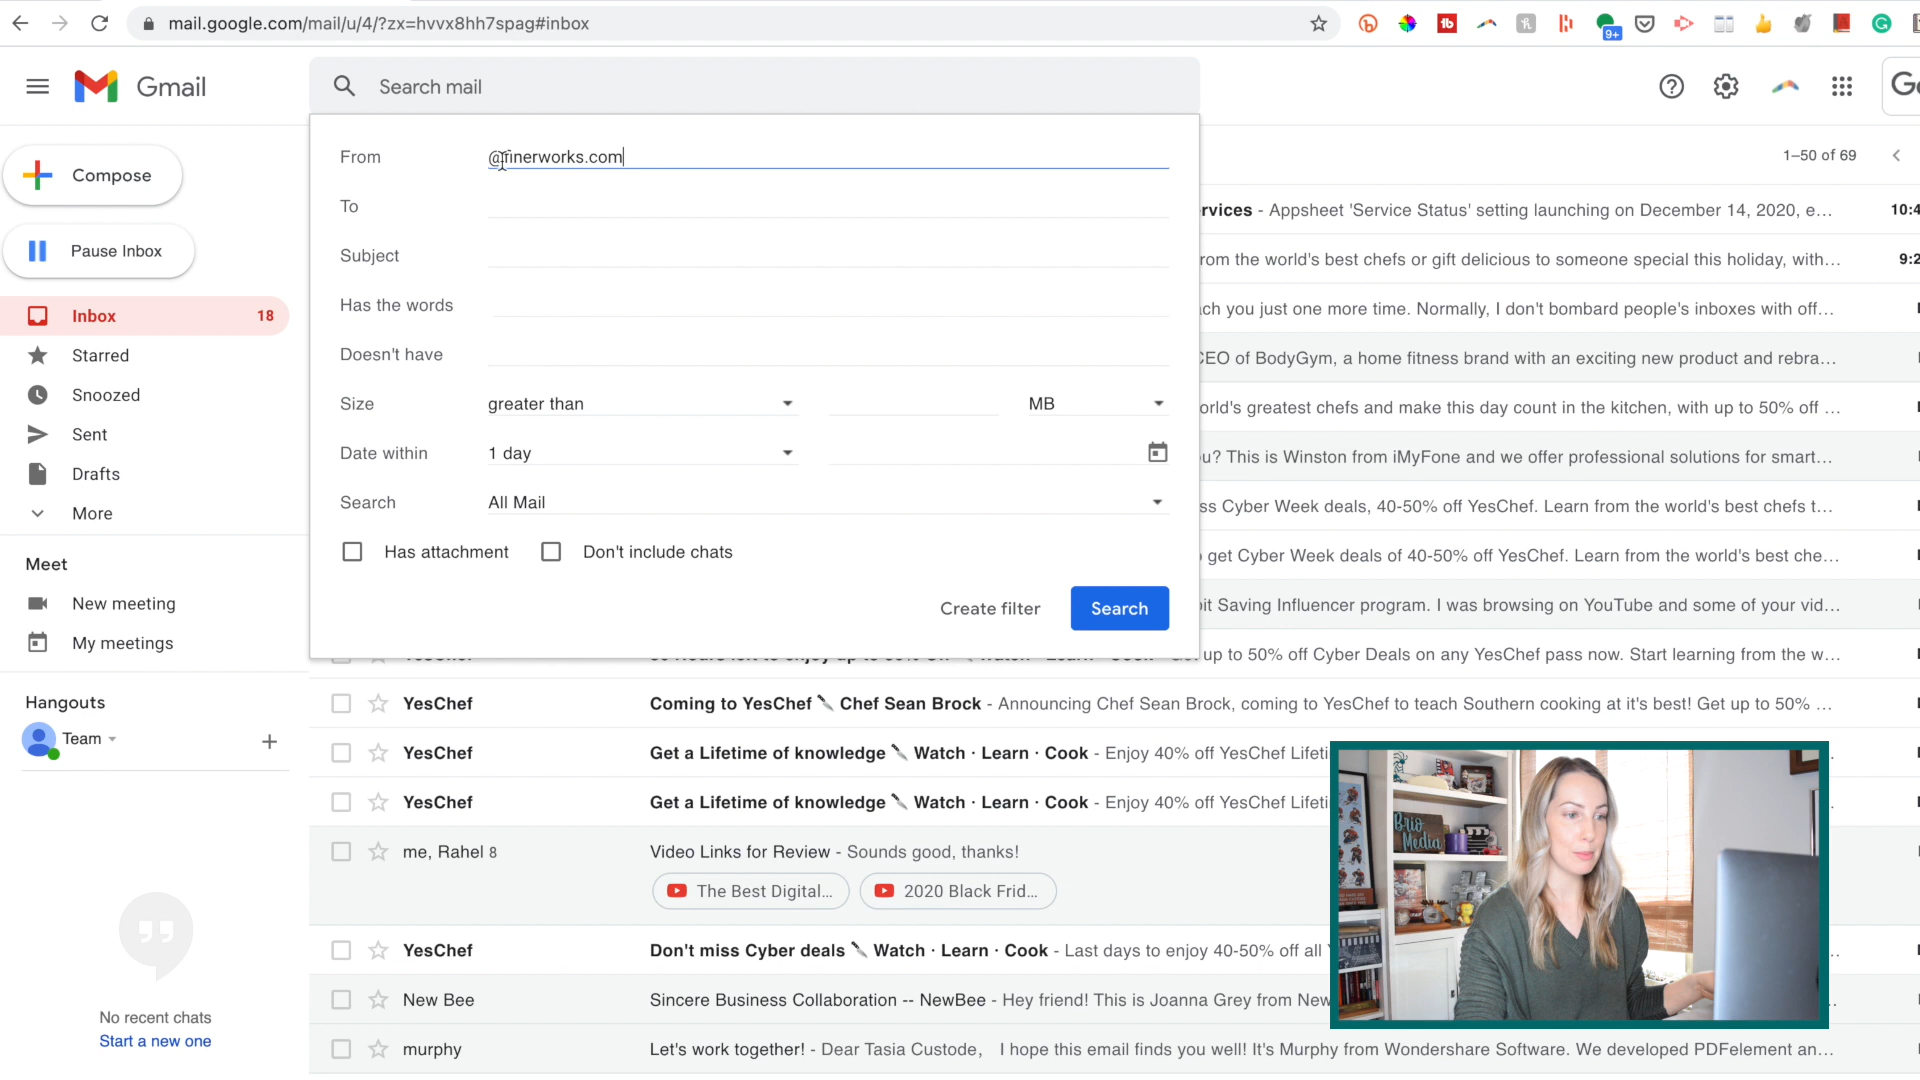 mail.google.com/mail/u/4/?zx=hvvx8hh7spag#inbox
9+
Gmail
Search mail
Compose
Pause Inbox
Inbox 18
Starred
Snoozed
Sent
Drafts
More
Meet
New meeting
My meetings
Hangouts
Team
No recent chats
Start a new one
From @finerworks.com
To
Subject
Has the words
Doesn't have
Size greater than MB
Date within 1 day
Search All Mail
Has attachment Don't include chats
Create filter Search
1–50 of 69
- Appsheet 'Service Status' setting launching on December 14, 2020, e...
from the world's best chefs or gift delicious to someone special this holiday, with...
you just one more time. Normally, I don't bombard people's inboxes with off...
CEO of BodyGym, a home fitness brand with an exciting new product and rebra...
world's greatest chefs and make this day count in the kitchen, with up to 50% off ...
? This is Winston from iMyFone and we offer professional solutions for smart...
Cyber Week deals, 40-50% off YesChef. Learn from the world's best chefs t...
get Cyber Week deals of 40-50% off YesChef. Learn from the world's best che...
Saving Influencer program. I was browsing on YouTube and some of your vid...
up to 50% off Cyber Deals on any YesChef pass now. Start learning from the w...
YesChef Coming to YesChef 🔪 Chef Sean Brock - Announcing Chef Sean Brock, coming to YesChef to teach Southern cooking at it's best! Get up to 50% ...
YesChef Get a Lifetime of knowledge 🔪 Watch · Learn · Cook - Enjoy 40% off YesChef
YesChef Get a Lifetime of knowledge 🔪 Watch · Learn · Cook - Enjoy 40% off YesChef
me, Rahel 8 Video Links for Review - Sounds good, thanks!
The Best Digital... 2020 Black Frid...
YesChef Don't miss Cyber deals 🔪 Watch · Learn · Cook - Last days to enjoy 40-50% off all
New Bee Sincere Business Collaboration -- NewBee - Hey friend! This is Joanna Grey from New
murphy Let's work together! - Dear Tasia Custode, I hope this email finds you well! It's Murphy from Wondershare Software. We developed PDFelement an...
Brio
Media